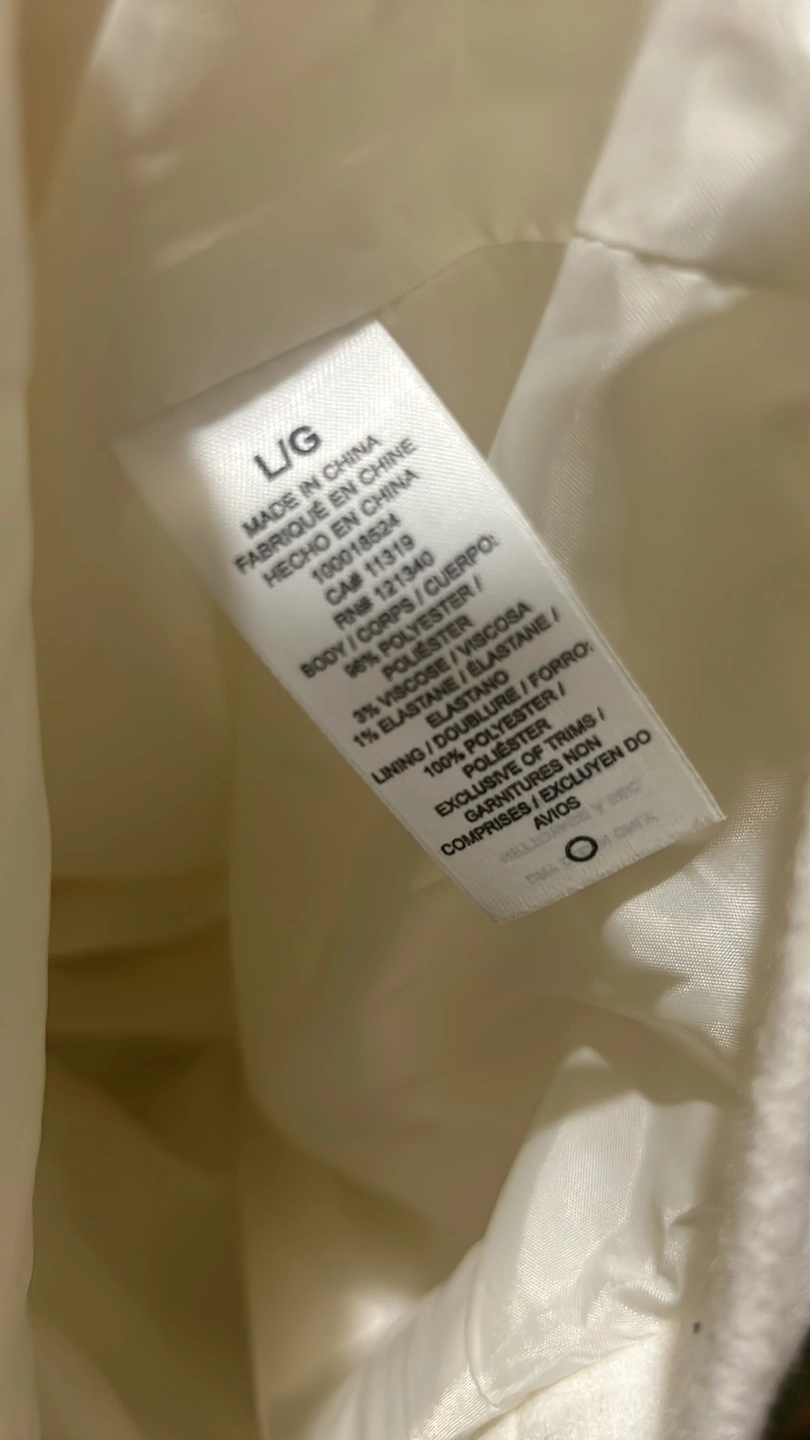 L/G
MADE IN CHINA
FABRIQUÉ EN CHINE
HECHO EN CHINA
100018524
CA# 11319
RN# 121340
BODY / CORPS / CUERPO:
96% POLYESTER /
POLIÉSTER
3% VISCOSE / VISCOSA
1% ELASTANE / ÉLASTANE /
ELASTANO
LINING / DOUBLURE / FORRO:
100% POLYESTER /
POLIÉSTER
EXCLUSIVE OF TRIMS /
GARNITURES NON
COMPRISES / EXCLUYEN DO
AVIOS